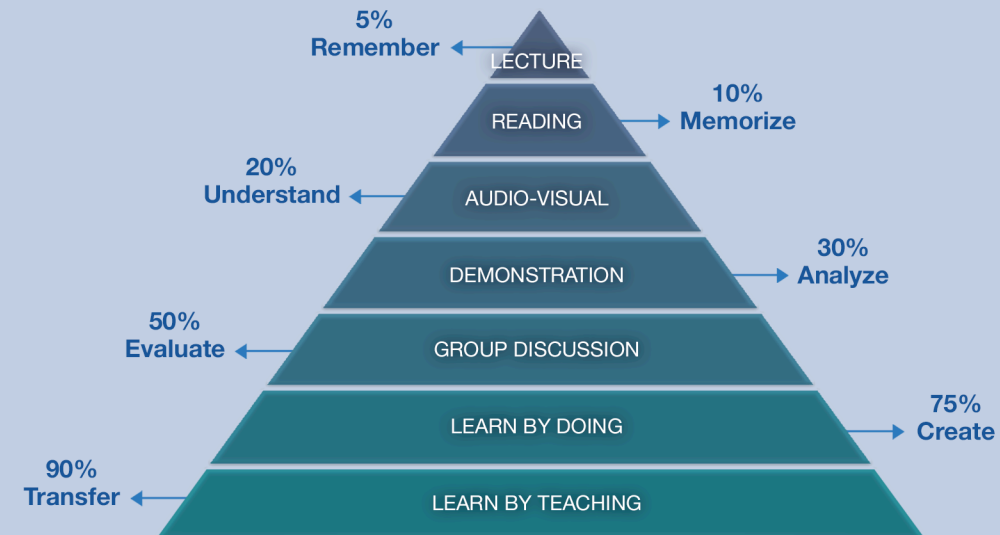 5%
Remember
LECTURE
10%
Memorize
READING
20%
Understand
AUDIO-VISUAL
30%
Analyze
DEMONSTRATION
50%
Evaluate
GROUP DISCUSSION
75%
Create
LEARN BY DOING
90%
Transfer
LEARN BY TEACHING